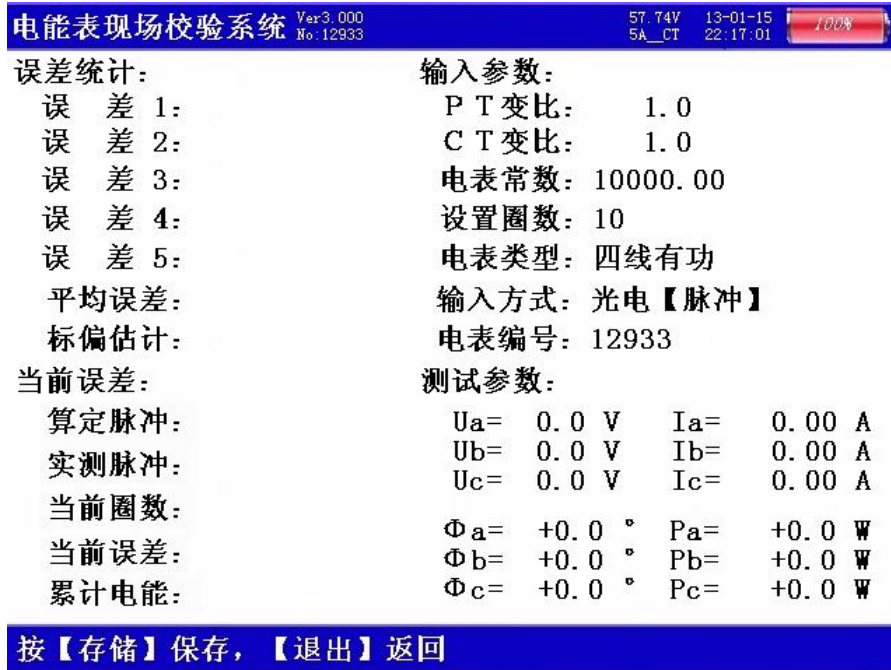 电能表现场校验系统 Ver3.000 No:12933 57.74V 5A__CT 13-01-15 22:17:01 100%
误差统计:
误 差 1:
误 差 2:
误 差 3:
误 差 4:
误 差 5:
平均误差:
标偏估计:
当前误差:
算定脉冲:
实测脉冲:
当前圈数:
当前误差:
累计电能:
输入参数:
PT变比: 1.0
CT变比: 1.0
电表常数: 10000.00
设置圈数: 10
电表类型: 四线有功
输入方式: 光电【脉冲】
电表编号: 12933
测试参数:
Ua= 0.0 V Ia= 0.00 A
Ub= 0.0 V Ib= 0.00 A
Uc= 0.0 V Ic= 0.00 A
Φa= +0.0 ° Pa= +0.0 W
Φb= +0.0 ° Pb= +0.0 W
Φc= +0.0 ° Pc= +0.0 W
按【存储】保存，【退出】返回